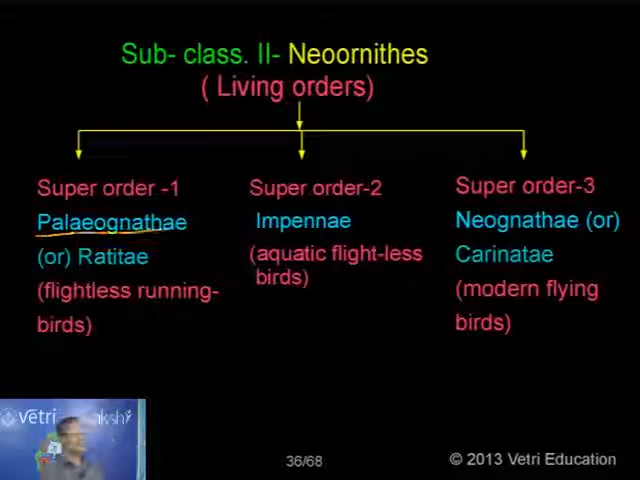 Sub- class. II- Neoornithes
( Living orders)
Super order -1
Palaeognathae
(or) Ratitae
(flightless running-
birds)
Super order-2
Impennae
(aquatic flight-less
birds)
Super order-3
Neognathae (or)
Carinatae
(modern flying
birds)
vetri
36/68
© 2013 Vetri Education